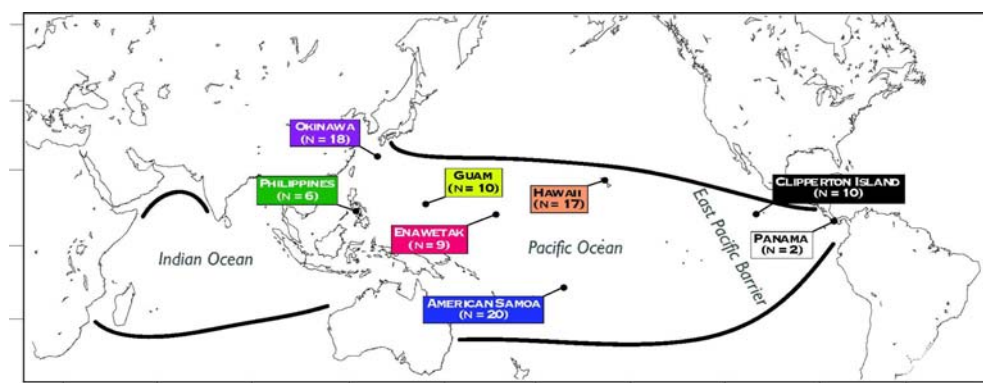 OKINAWA
(N = 18)
PHILIPPINES
(N = 6)
GUAM
(N = 10)
HAWAII
(N = 17)
CLIPPERTON ISLAND
(N = 10)
ENAWETAK
(N = 9)
PANAMA
(N = 2)
Indian Ocean
Pacific Ocean
East Pacific Barrier
AMERICAN SAMOA
(N = 20)